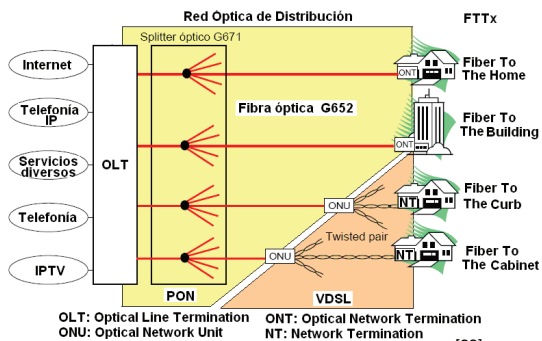 Red Óptica de Distribución
FTTx
Splitter óptico G671
Internet
Telefonía
IP
Servicios
diversos
Telefonía
IPTV
OLT
Fibra óptica G652
ONT
Fiber To
The Home
ONT
Fiber To
The Building
ONU
NT
Fiber To
The Curb
Twisted pair
ONU
NT
Fiber To
The Cabinet
PON
VDSL
OLT: Optical Line Termination
ONT: Optical Network Termination
ONU: Optical Network Unit
NT: Network Termination